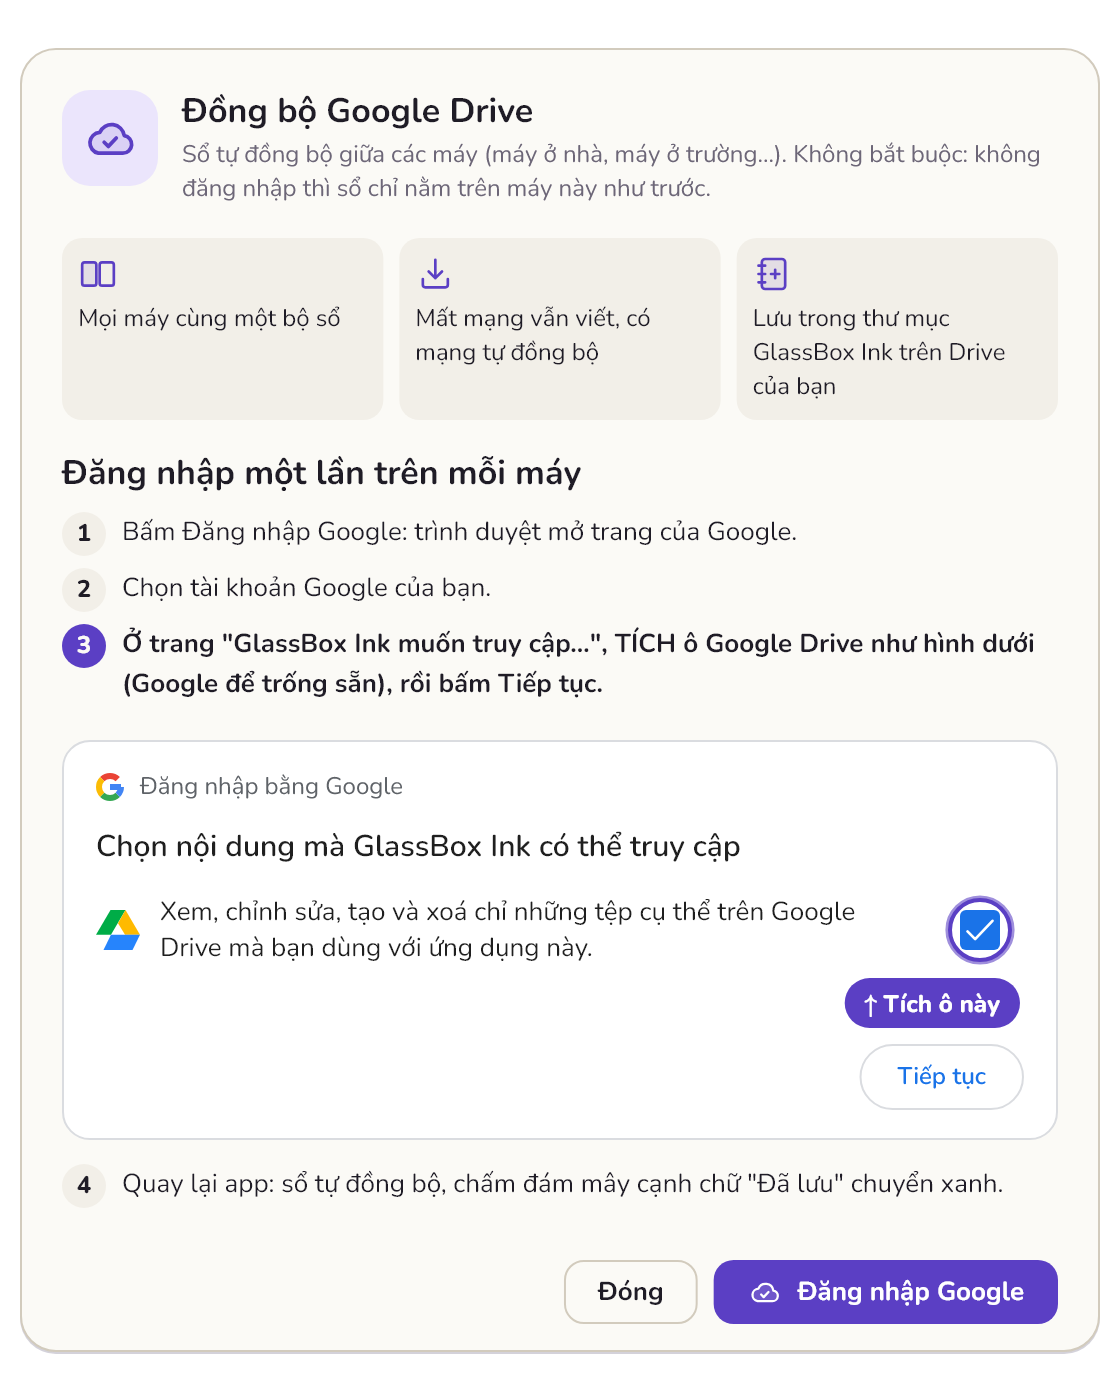 Đồng bộ Google Drive
Sổ tự đồng bộ giữa các máy (máy ở nhà, máy ở trường...). Không bắt buộc: không
đăng nhập thì sổ chỉ nằm trên máy này như trước.
Mọi máy cùng một bộ sổ
Mất mạng vẫn viết, có
mạng tự đồng bộ
Lưu trong thư mục
GlassBox Ink trên Drive
của bạn
Đăng nhập một lần trên mỗi máy
1 Bấm Đăng nhập Google: trình duyệt mở trang của Google.
2 Chọn tài khoản Google của bạn.
3 Ở trang "GlassBox Ink muốn truy cập...", TÍCH ô Google Drive như hình dưới
(Google để trống sẵn), rồi bấm Tiếp tục.
Đăng nhập bằng Google
Chọn nội dung mà GlassBox Ink có thể truy cập
Xem, chỉnh sửa, tạo và xoá chỉ những tệp cụ thể trên Google
Drive mà bạn dùng với ứng dụng này.
↑ Tích ô này
Tiếp tục
4 Quay lại app: sổ tự đồng bộ, chấm đám mây cạnh chữ "Đã lưu" chuyển xanh.
Đóng
Đăng nhập Google